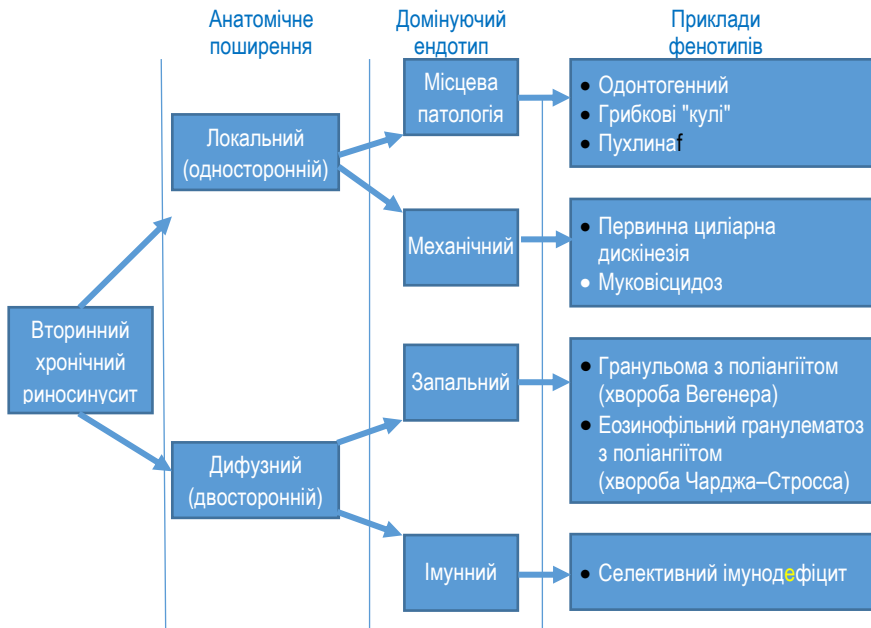 Анатомічне
поширення
Домінуючий
ендотип
Приклади
фенотипів
Вторинний
хронічний
риносинусит
Локальний
(односторонній)
Дифузний
(двосторонній)
Місцева
патологія
Механічний
Запальний
Імунний
● Одонтогенний
● Грибкові "кулі"
● Пухлинаf
● Первинна циліарна
дискінезія
● Муковісцидоз
● Гранульома з поліангіїтом
(хвороба Вегенера)
● Еозинофільний гранулематоз
з поліангіїтом
(хвороба Чарджа–Стросса)
● Селективний імунодефіцит